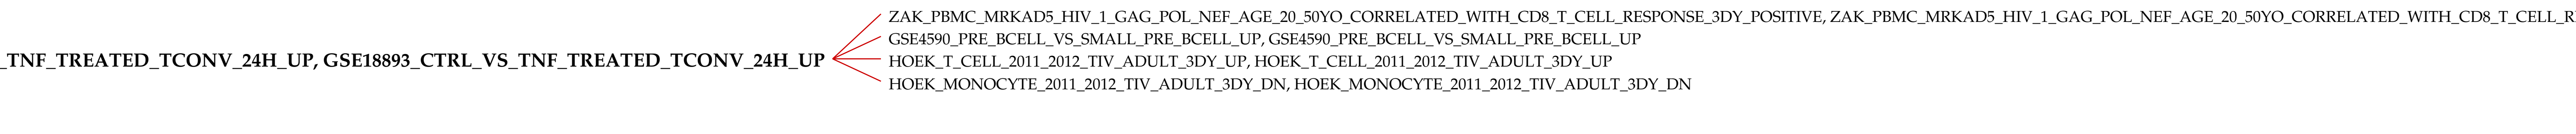 ZAK_PBMC_MRKAD5_HIV_1_GAG_POL_NEF_AGE_20_50YO_CORRELATED_WITH_CD8_T_CELL_RESPONSE_3DY_POSITIVE, ZAK_PBMC_MRKAD5_HIV_1_GAG_POL_NEF_AGE_20_50YO_CORRELATED_WITH_CD8_T_CELL_R
GSE4590_PRE_BCELL_VS_SMALL_PRE_BCELL_UP, GSE4590_PRE_BCELL_VS_SMALL_PRE_BCELL_UP
_TNF_TREATED_TCONV_24H_UP, GSE18893_CTRL_VS_TNF_TREATED_TCONV_24H_UP
HOEK_T_CELL_2011_2012_TIV_ADULT_3DY_UP, HOEK_T_CELL_2011_2012_TIV_ADULT_3DY_UP
HOEK_MONOCYTE_2011_2012_TIV_ADULT_3DY_DN, HOEK_MONOCYTE_2011_2012_TIV_ADULT_3DY_DN